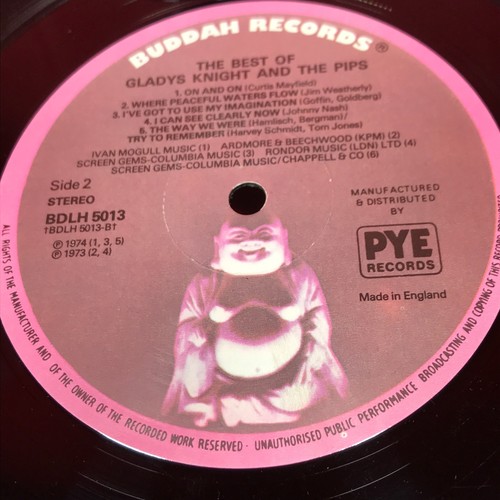 BUDDAH RECORDS®
THE BEST OF
GLADYS KNIGHT AND THE PIPS
1. ON AND ON (Curtis Mayfield)
2. WHERE PEACEFUL WATERS FLOW (Jim Weatherly)
3. I'VE GOT TO USE MY IMAGINATION (Goffin, Goldberg)
4. I CAN SEE CLEARLY NOW (Johnny Nash)
5. THE WAY WE WERE (Hamlisch, Bergman)/
TRY TO REMEMBER (Harvey Schmidt, Tom Jones)
IVAN MOGULL MUSIC (1) ARDMORE & BEECHWOOD (KPM) (2)
SCREEN GEMS-COLUMBIA MUSIC (3) RONDOR MUSIC (LDN) LTD (4)
SCREEN GEMS-COLUMBIA MUSIC/CHAPPELL & CO (6)
Side 2
STEREO
BDLH 5013
†BDLH 5013-B†
℗ 1974 (1, 3, 5)
℗ 1973 (2, 4)
MANUFACTURED
& DISTRIBUTED
BY
PYE
RECORDS
Made in England
ALL RIGHTS OF THE MANUFACTURER AND OF THE OWNER OF THE RECORDED WORK RESERVED · UNAUTHORISED PUBLIC PERFORMANCE BROADCASTING AND COPYING OF THIS RECORD